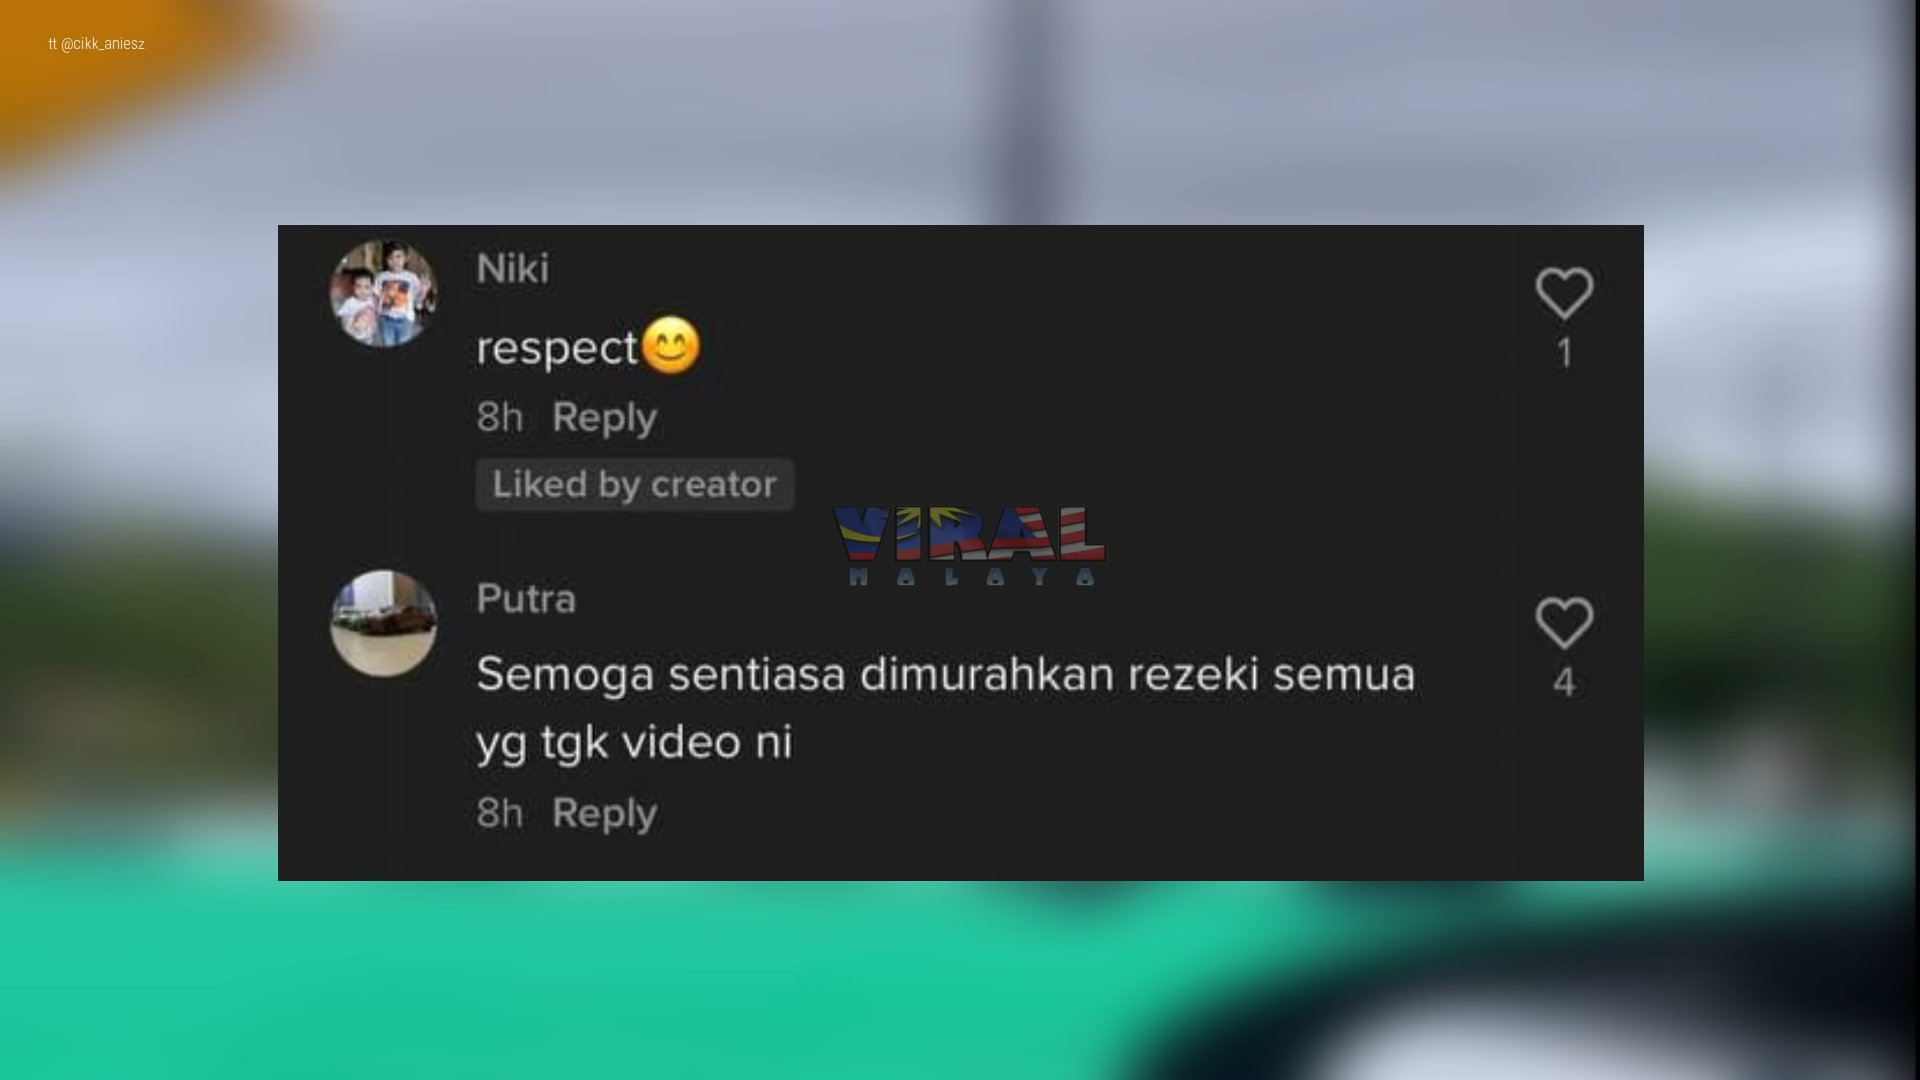 tt @cikk_aniesz
Niki
respect😊
1
8h Reply
Liked by creator
VIRAL
MALAYA
Putra
Semoga sentiasa dimurahkan rezeki semua
4
yg tgk video ni
8h Reply